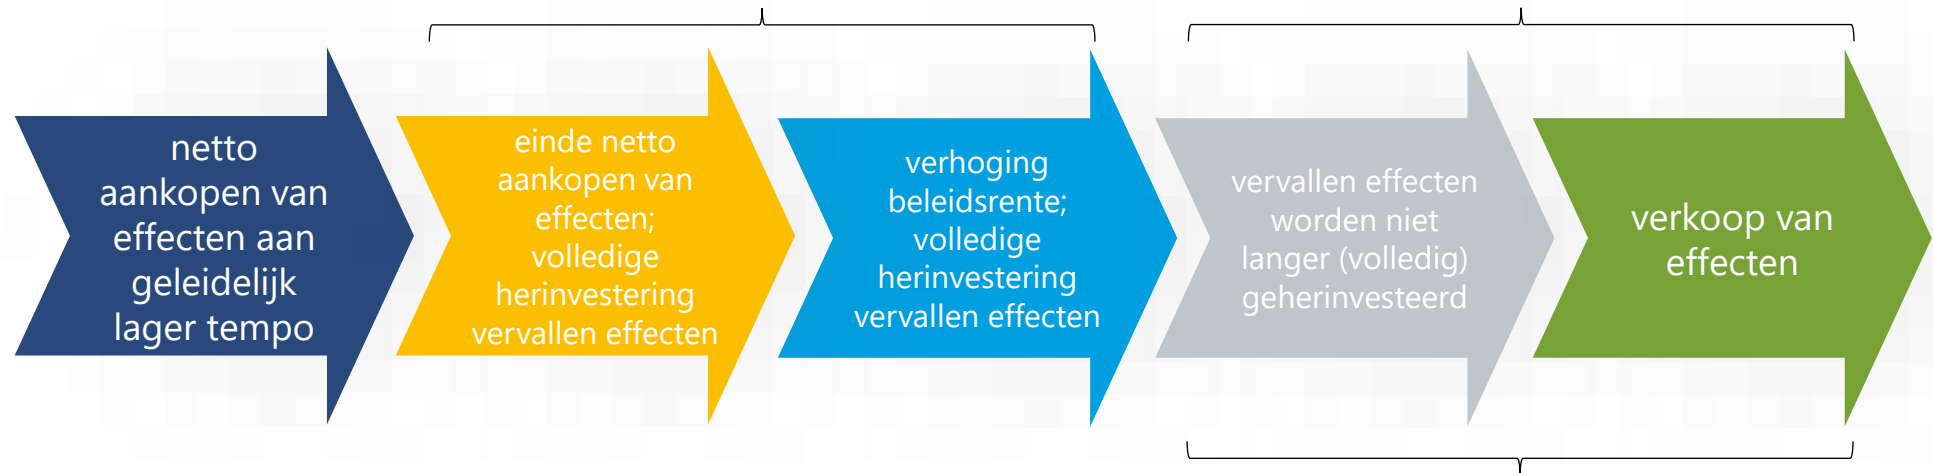 netto
aankopen van
effecten aan
geleidelijk
lager tempo
einde netto
aankopen van
effecten;
volledige
herinvestering
vervallen effecten
verhoging
beleidsrente;
volledige
herinvestering
vervallen effecten
vervallen effecten
worden niet
langer (volledig)
geherinvesteerd
verkoop van
effecten